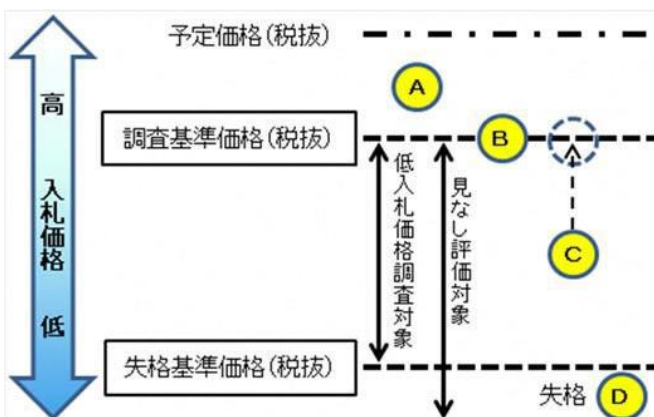 予定価格(税抜)
A
高
調査基準価格(税抜)
B
入札価格
低入札価格調査対象
見なし評価対象
C
低
失格基準価格(税抜)
失格
D